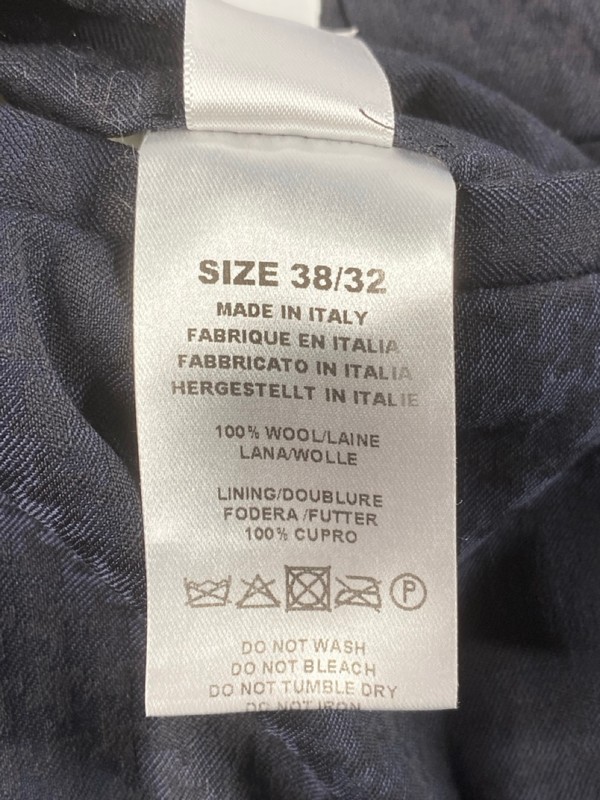 SIZE 38/32
MADE IN ITALY
FABRIQUE EN ITALIA
FABBRICATO IN ITALIA
HERGESTELLT IN ITALIE
100% WOOL/LAINE
LANA/WOLLE
LINING/DOUBLURE
FODERA /FUTTER
100% CUPRO
P
DO NOT WASH
DO NOT BLEACH
DO NOT TUMBLE DRY
DO NOT IRON